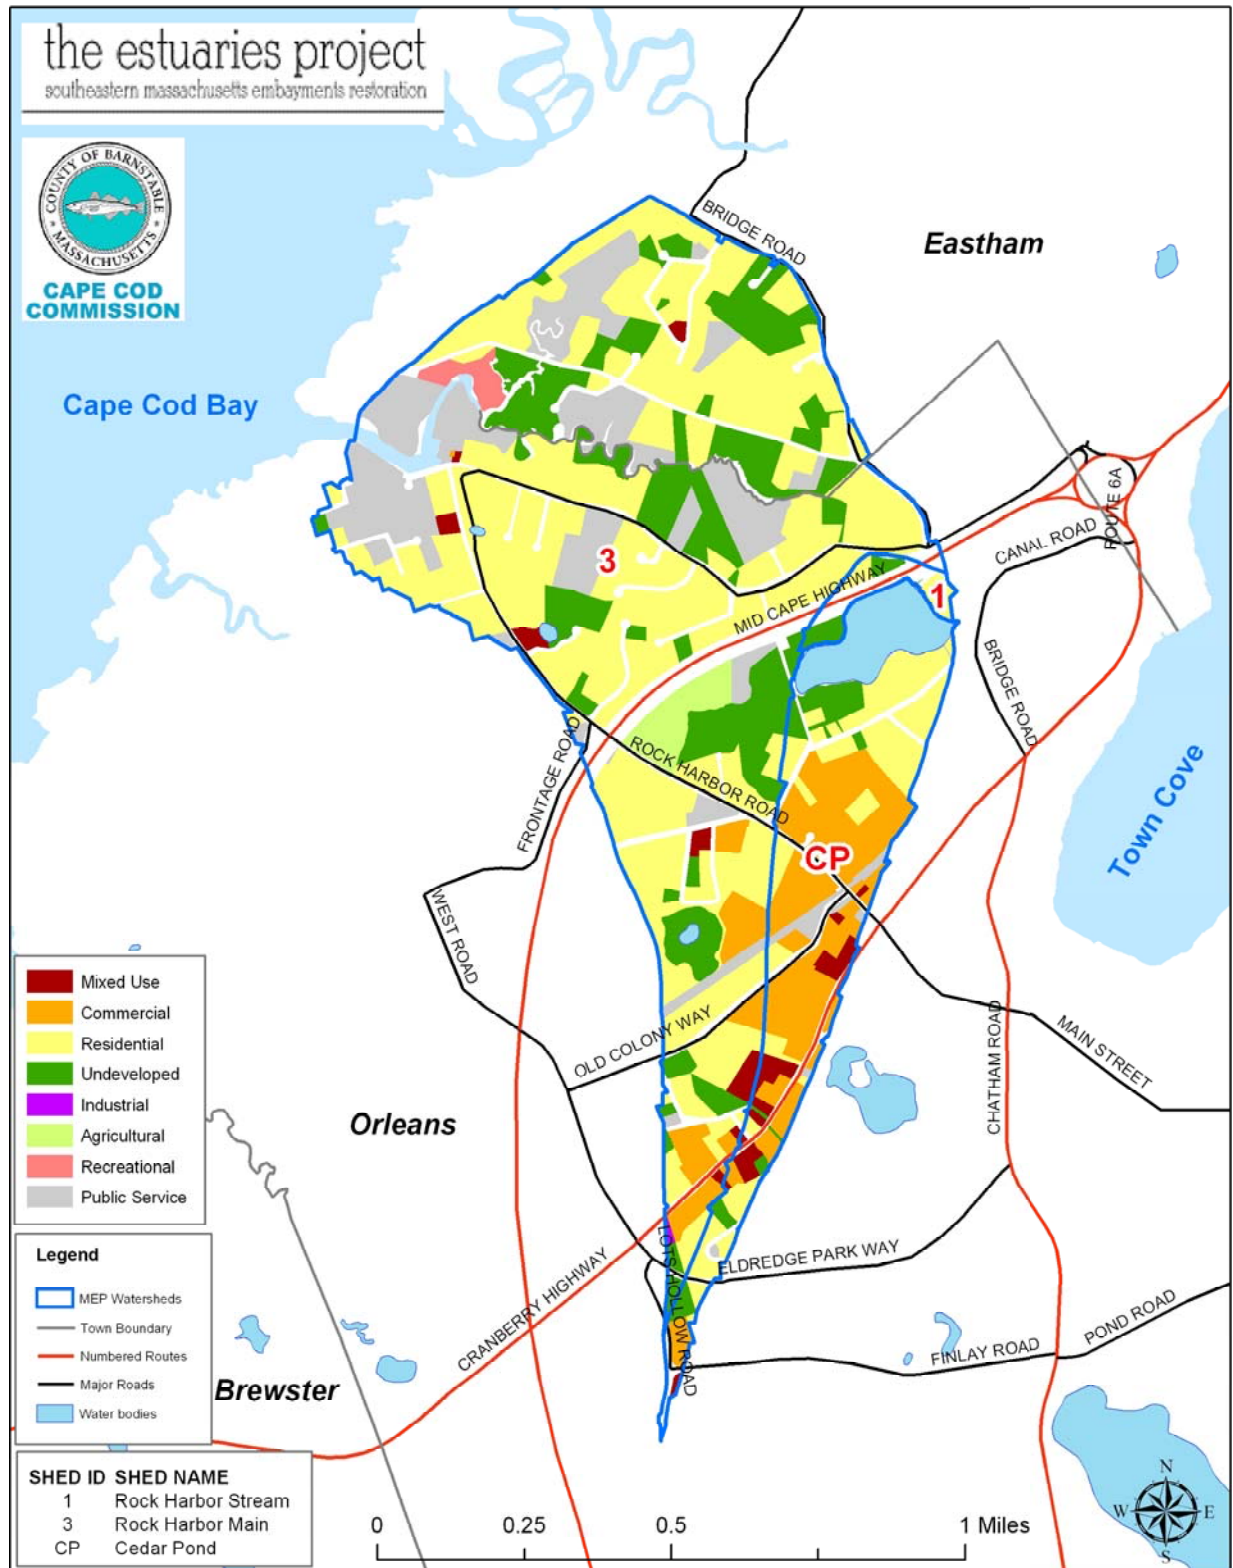 the estuaries project
southeastern massachusetts embayments restoration
COUNTY OF BARNSTABLE
MASSACHUSETTS
CAPE COD
COMMISSION
BRIDGE ROAD
Eastham
Cape Cod Bay
ROUTE 6A
CANAL ROAD
3
MID CAPE HIGHWAY
1
BRIDGE ROAD
FRONTAGE ROAD
ROCK HARBOR ROAD
Town Cove
CP
WEST ROAD
Mixed Use
Commercial
Residential
Undeveloped
Industrial
Agricultural
Recreational
Public Service
OLD COLONY WAY
CHATHAM ROAD
MAIN STREET
Orleans
LOTS HOLLOW ROAD
ELDREDGE PARK WAY
CRANBERRY HIGHWAY
FINLAY ROAD
POND ROAD
Brewster
Legend
MEP Watersheds
Town Boundary
Numbered Routes
Major Roads
Water bodies
SHED ID SHED NAME
1 Rock Harbor Stream
3 Rock Harbor Main
CP Cedar Pond
0 0.25 0.5 1 Miles
N
W E
S